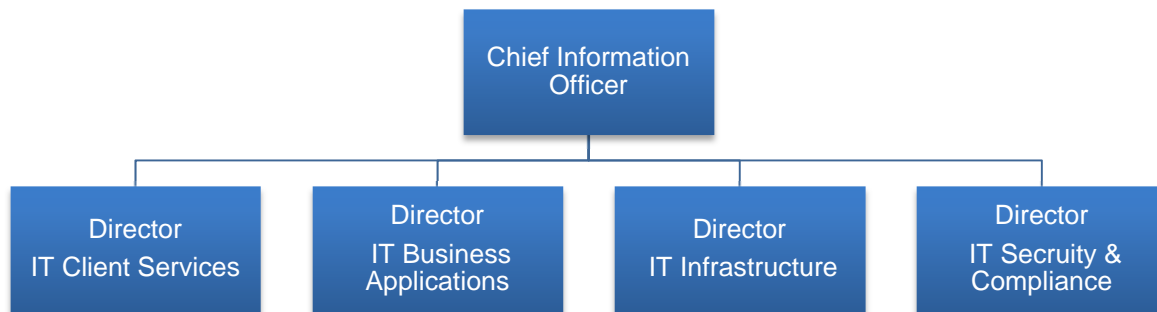 Chief Information
Officer
Director
IT Client Services
Director
IT Business
Applications
Director
IT Infrastructure
Director
IT Secruity &
Compliance